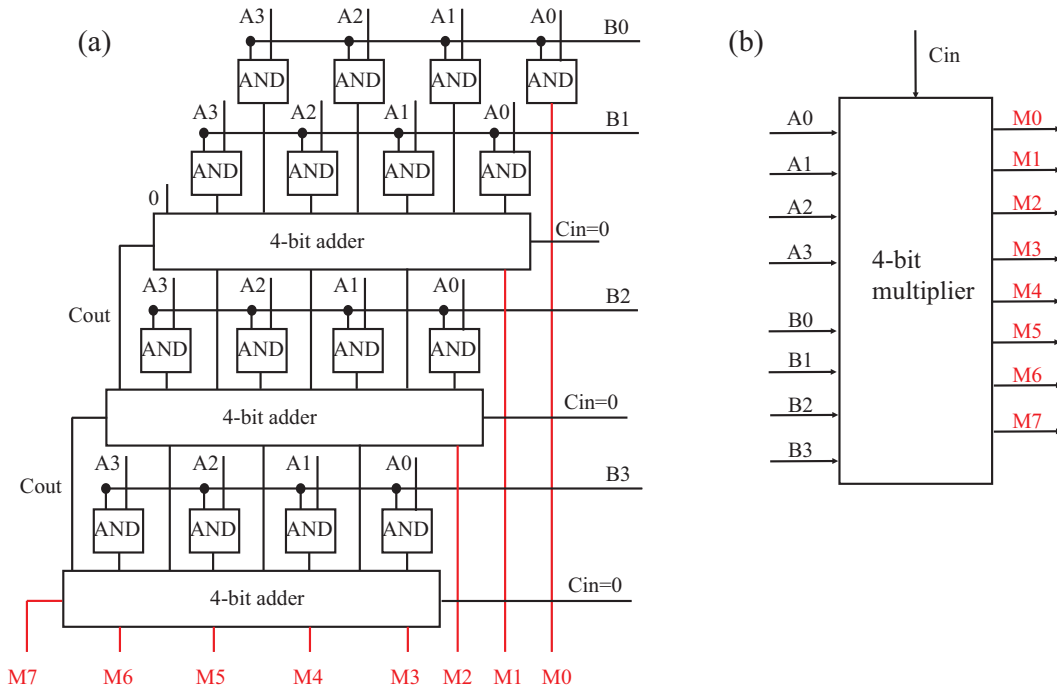 (a)
A3 A2 A1 A0
B0
AND AND AND AND
A3 A2 A1 A0
B1
AND AND AND AND
0
4-bit adder
Cin=0
A3 A2 A1 A0
B2
Cout
AND AND AND AND
4-bit adder
Cin=0
A3 A2 A1 A0
B3
Cout
AND AND AND AND
4-bit adder
Cin=0
M7 M6 M5 M4 M3 M2 M1 M0
(b)
Cin
A0
A1
A2
A3
B0
B1
B2
B3
4-bit
multiplier
M0
M1
M2
M3
M4
M5
M6
M7